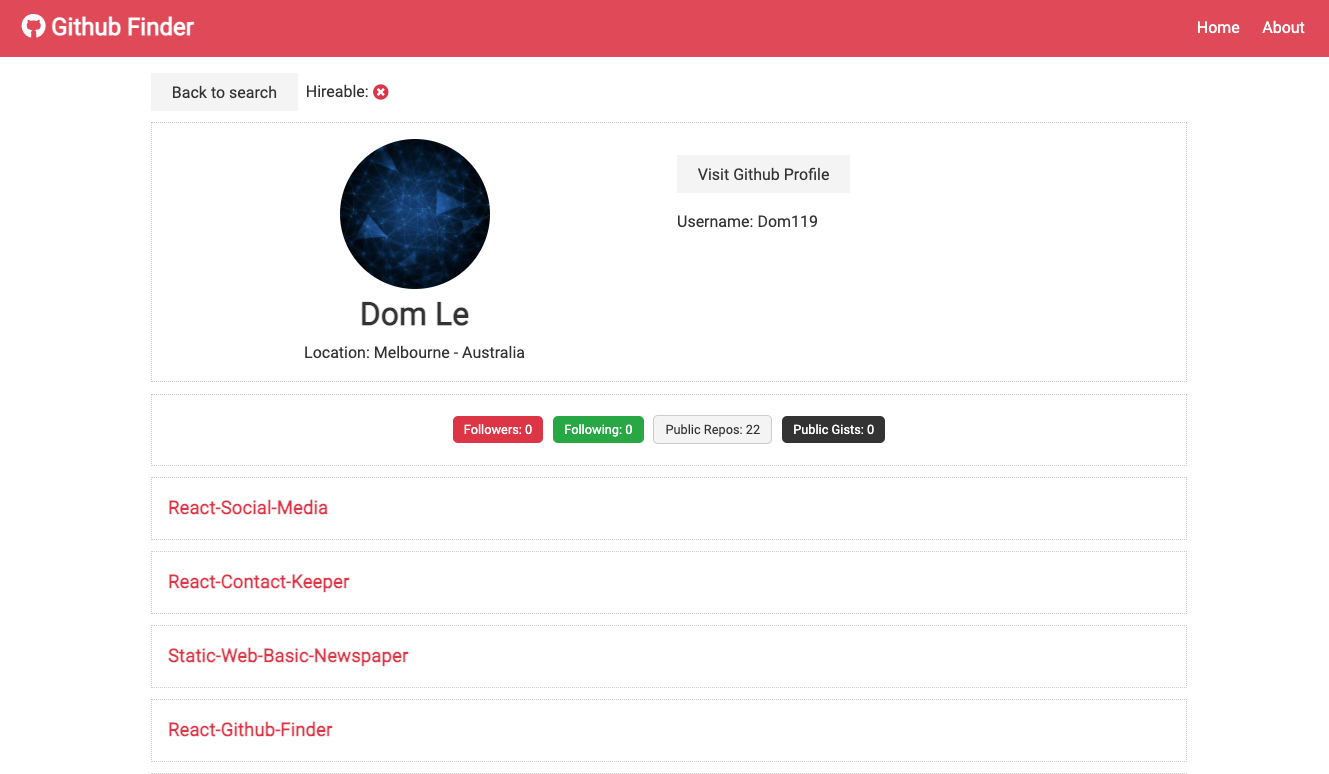 Github Finder
Home About
Back to search Hireable:
Visit Github Profile
Username: Dom119
Dom Le
Location: Melbourne - Australia
Followers: 0 Following: 0 Public Repos: 22 Public Gists: 0
React-Social-Media
React-Contact-Keeper
Static-Web-Basic-Newspaper
React-Github-Finder